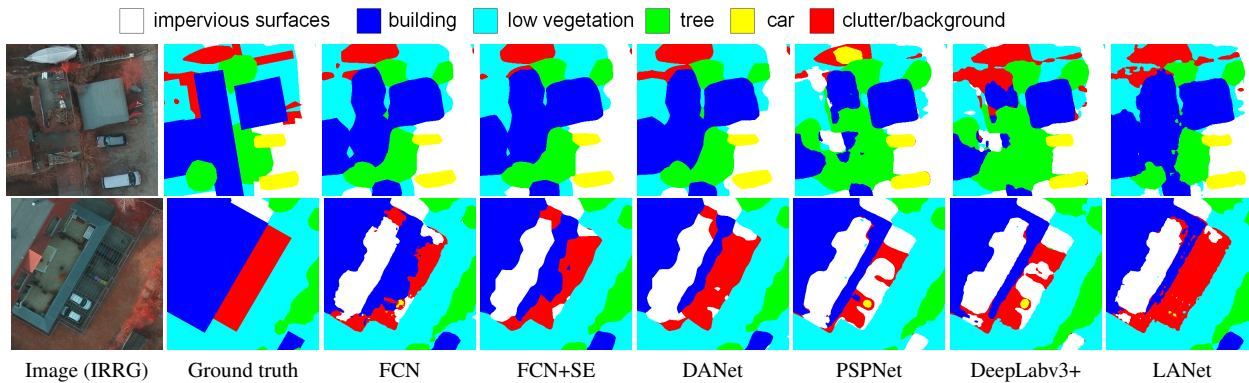 impervious surfaces building low vegetation tree car clutter/background
Image (IRRG) Ground truth FCN FCN+SE DANet PSPNet DeepLabv3+ LANet